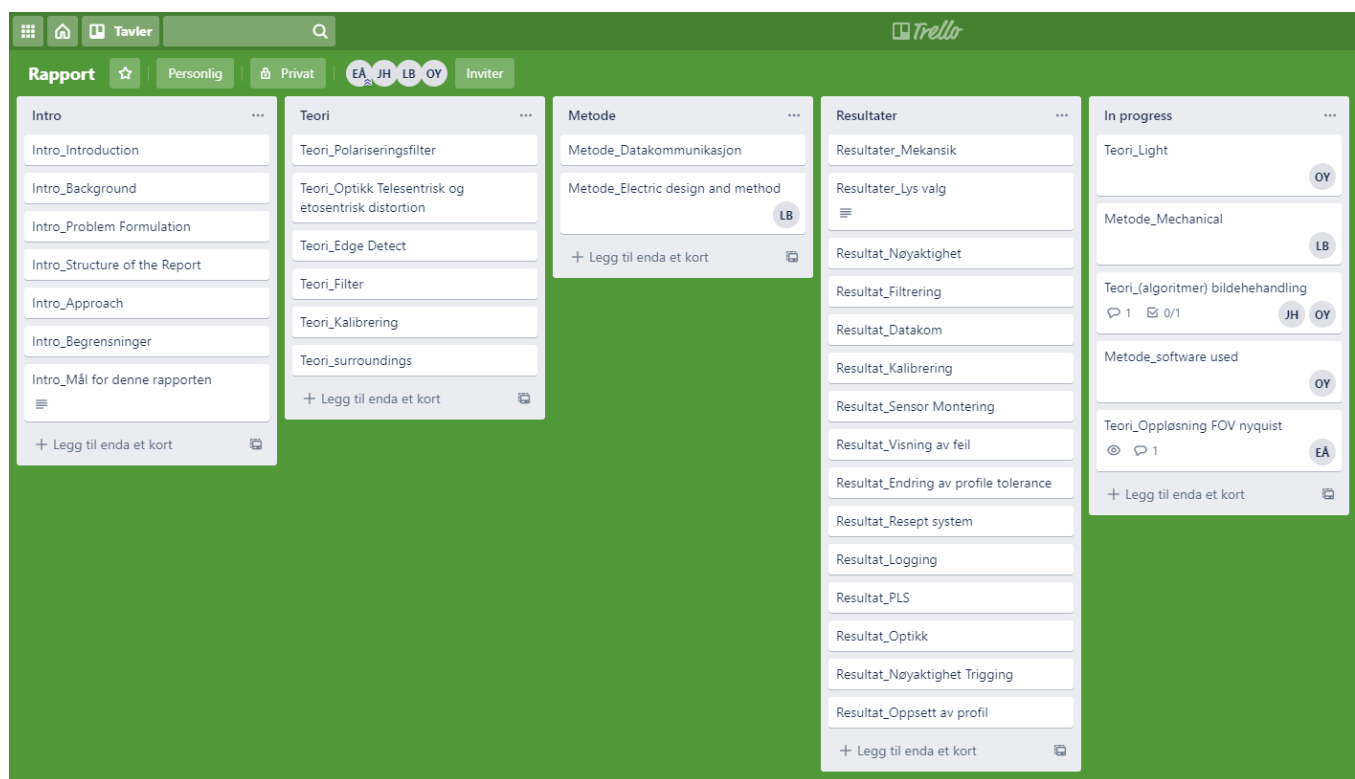 Tavler
Trello
Rapport
Personlig
Privat
EÅ JH LB OY
Inviter
Intro
Intro_Introduction
Intro_Background
Intro_Problem Formulation
Intro_Structure of the Report
Intro_Approach
Intro_Begrensninger
Intro_Mål for denne rapporten
+ Legg til enda et kort
Teori
Teori_Polariseringsfilter
Teori_Optikk Telesentrisk og
etosentrisk distortion
Teori_Edge Detect
Teori_Filter
Teori_Kalibrering
Teori_surroundings
+ Legg til enda et kort
Metode
Metode_Datakommunikasjon
Metode_Electric design and method
LB
+ Legg til enda et kort
Resultater
Resultater_Mekansik
Resultater_Lys valg
Resultat_Nøyaktighet
Resultat_Filtrering
Resultat_Datakom
Resultat_Kalibrering
Resultat_Sensor Montering
Resultat_Visning av feil
Resultat_Endring av profile tolerance
Resultat_Resept system
Resultat_Logging
Resultat_PLS
Resultat_Optikk
Resultat_Nøyaktighet Trigging
Resultat_Oppsett av profil
+ Legg til enda et kort
In progress
Teori_Light
OY
Metode_Mechanical
LB
Teori_(algoritmer) bildehehandling
1 0/1 JH OY
Metode_software used
OY
Teori_Oppløsning FOV nyquist
1 EÅ
+ Legg til enda et kort